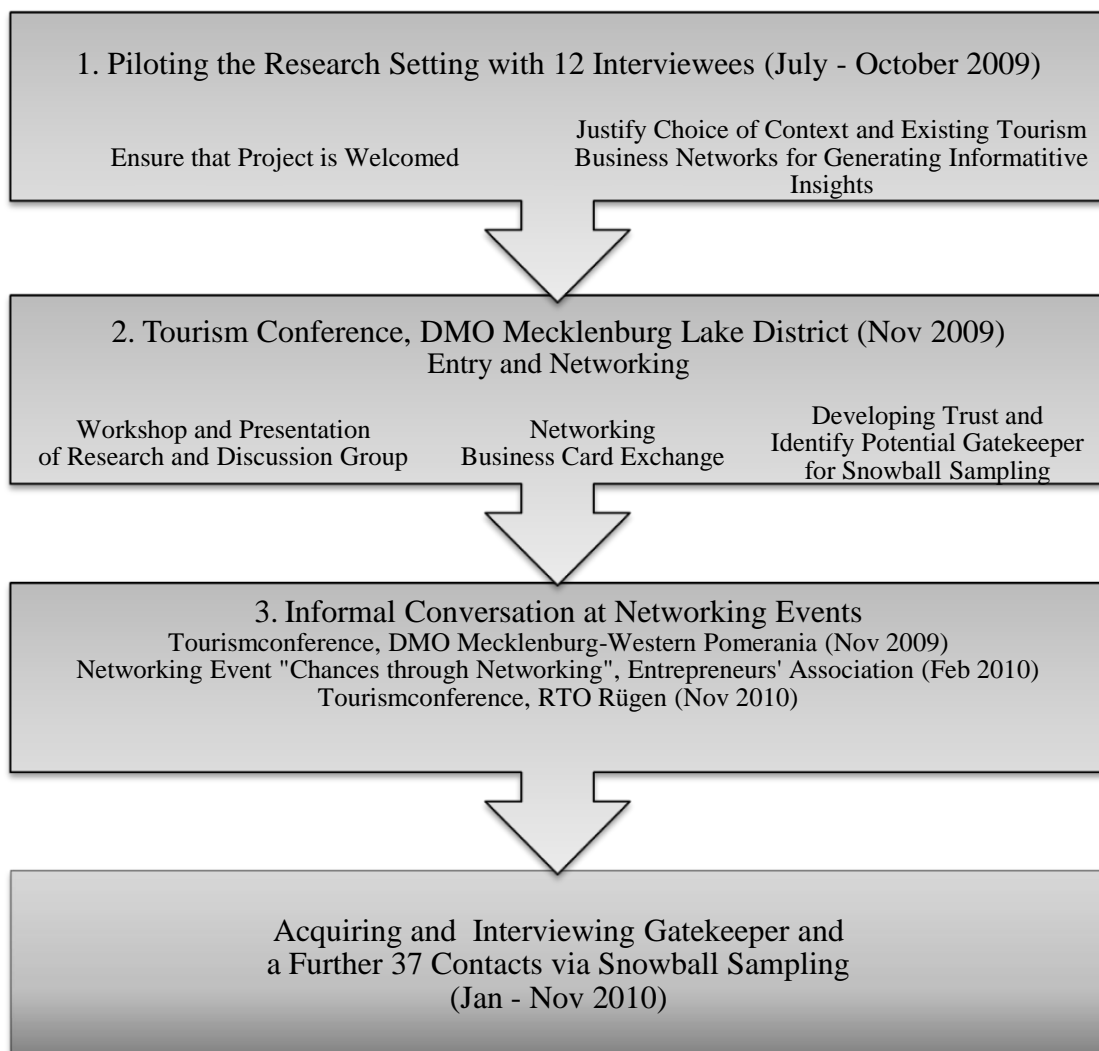 1. Piloting the Research Setting with 12 Interviewees (July - October 2009)
Ensure that Project is Welcomed
Justify Choice of Context and Existing Tourism
Business Networks for Generating Informatitive
Insights
2. Tourism Conference, DMO Mecklenburg Lake District (Nov 2009)
Entry and Networking
Workshop and Presentation
of Research and Discussion Group
Networking
Business Card Exchange
Developing Trust and
Identify Potential Gatekeeper
for Snowball Sampling
3. Informal Conversation at Networking Events
Tourismconference, DMO Mecklenburg-Western Pomerania (Nov 2009)
Networking Event "Chances through Networking", Entrepreneurs' Association (Feb 2010)
Tourismconference, RTO Rügen (Nov 2010)
Acquiring and Interviewing Gatekeeper and
a Further 37 Contacts via Snowball Sampling
(Jan - Nov 2010)